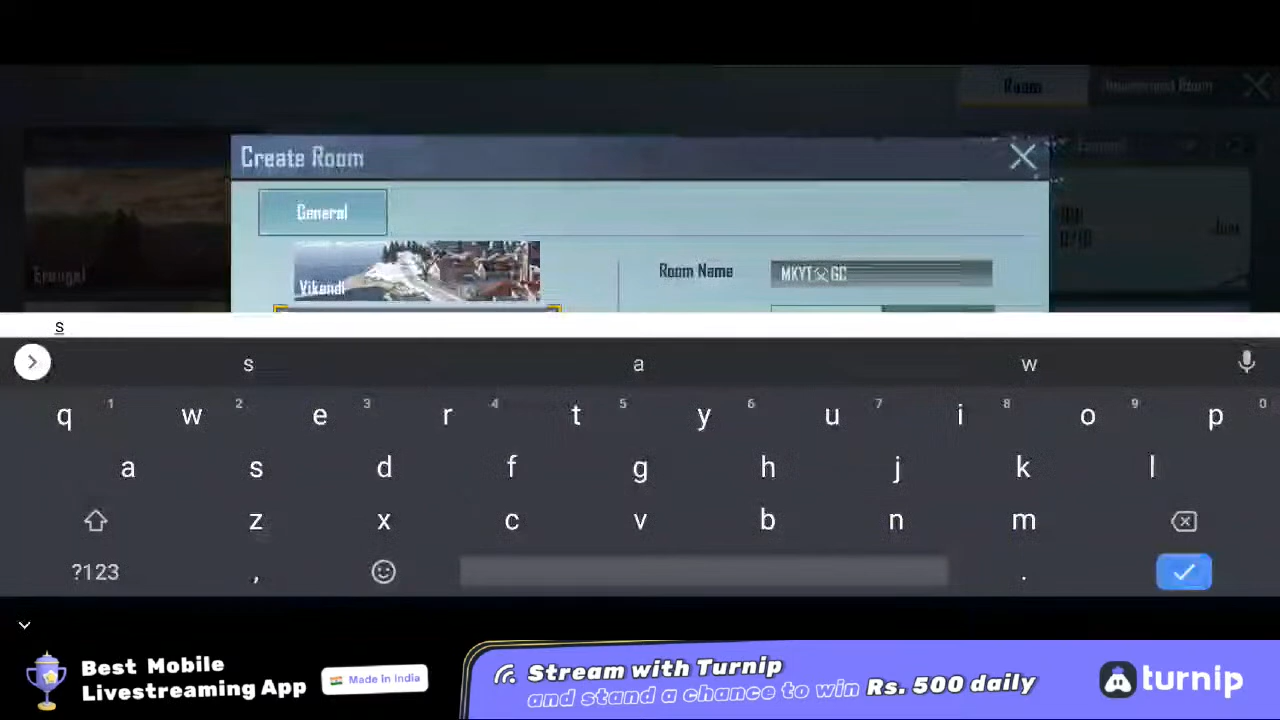 Room
Create Room
General
Erangel
Vikendi
Room Name
MKYT☠GC
s
s a w
q 1 w 2 e 3 r 4 t 5 y 6 u 7 i 8 o 9 p 0
a s d f g h j k l
z x c v b n m
?123 , .
Best Mobile
Livestreaming App
Made In India
Stream with Turnip
and stand a chance to win Rs. 500 daily
turnip